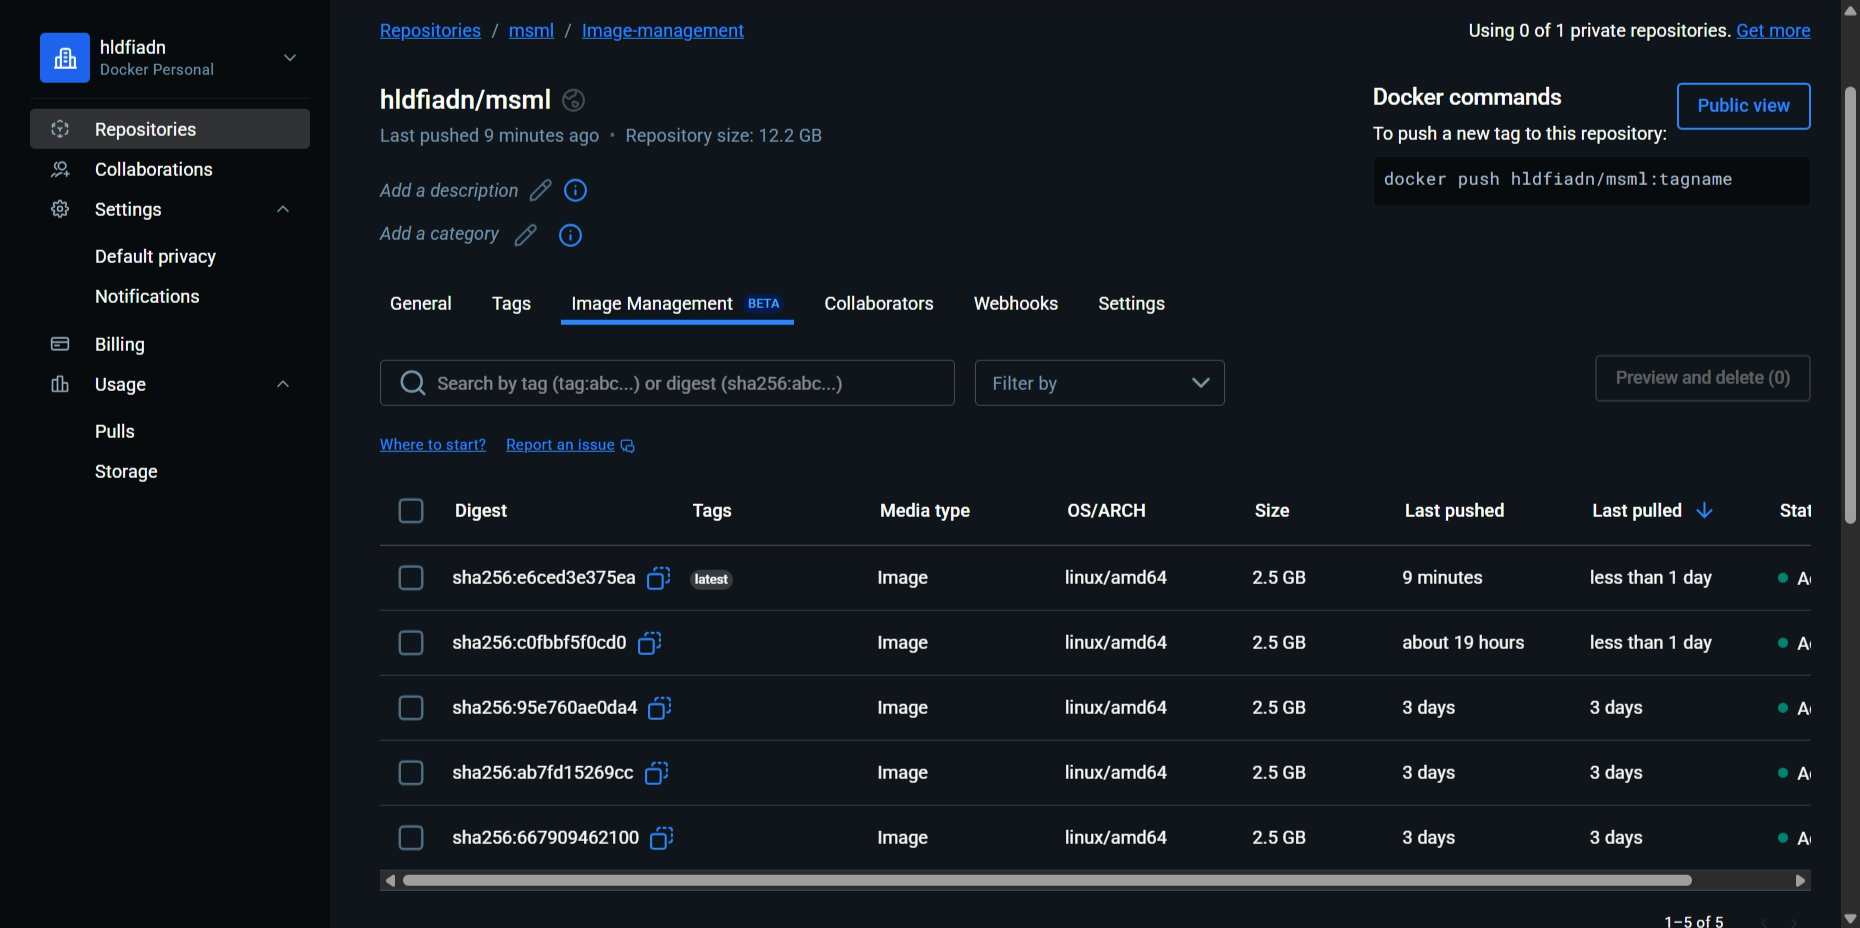 hldfiadn
Docker Personal
Repositories
Collaborations
Settings
Default privacy
Notifications
Billing
Usage
Pulls
Storage
Repositories / msml / Image-management
Using 0 of 1 private repositories. Get more
hldfiadn/msml
Last pushed 9 minutes ago • Repository size: 12.2 GB
Add a description
Add a category
Docker commands
Public view
To push a new tag to this repository:
docker push hldfiadn/msml:tagname
General Tags Image Management BETA Collaborators Webhooks Settings
Search by tag (tag:abc...) or digest (sha256:abc...)
Filter by
Preview and delete (0)
Where to start? Report an issue
Digest Tags Media type OS/ARCH Size Last pushed Last pulled Stat
sha256:e6ced3e375ea latest Image linux/amd64 2.5 GB 9 minutes less than 1 day
sha256:c0fbbf5f0cd0 Image linux/amd64 2.5 GB about 19 hours less than 1 day
sha256:95e760ae0da4 Image linux/amd64 2.5 GB 3 days 3 days
sha256:ab7fd15269cc Image linux/amd64 2.5 GB 3 days 3 days
sha256:667909462100 Image linux/amd64 2.5 GB 3 days 3 days
1–5 of 5